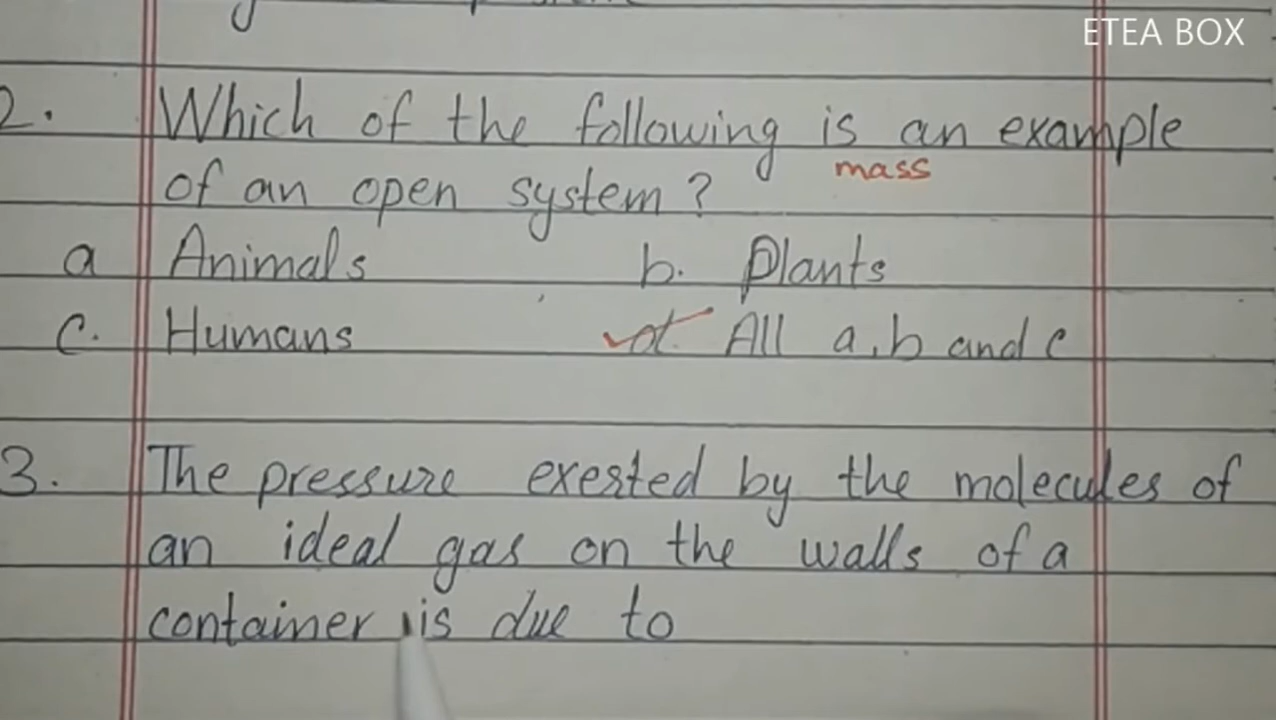 ETEA BOX
2. Which of the following is an example
mass
of an open system?
a Animals b. Plants
c. Humans d. All a, b and c
3. The pressure exerted by the molecules of
an ideal gas on the walls of a
container is due to